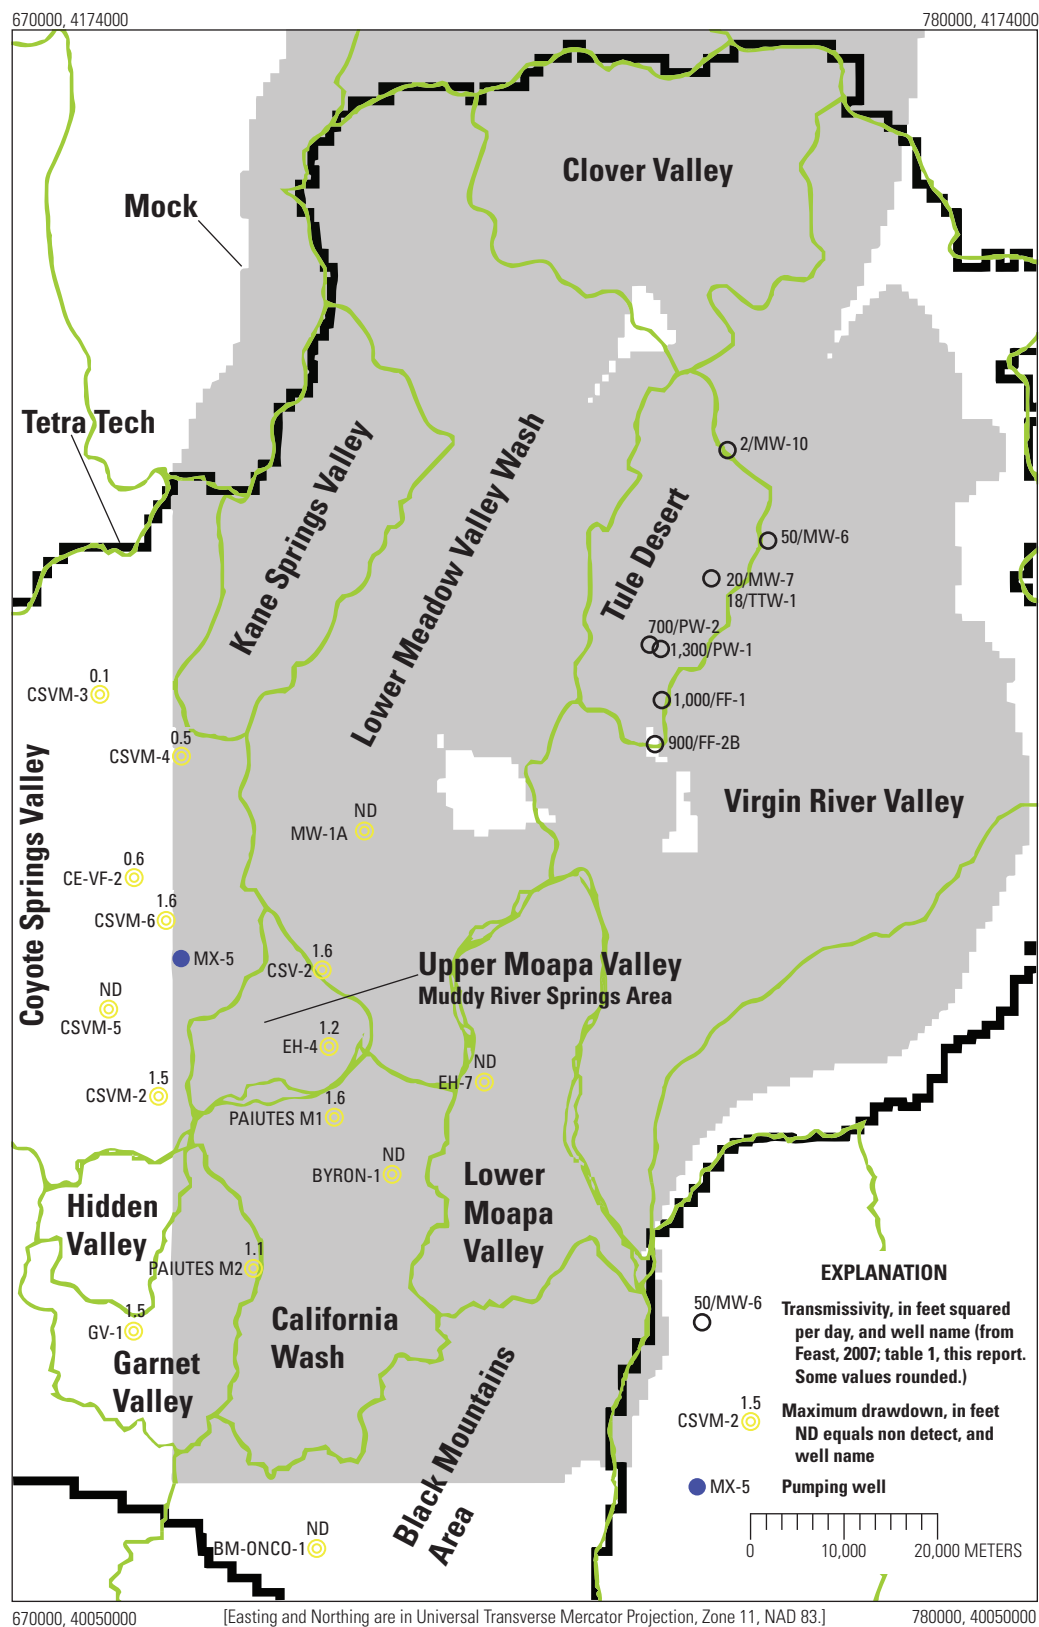 670000, 4174000
780000, 4174000
Clover Valley
Mock
Tetra Tech
Kane Springs Valley
Lower Meadow Valley Wash
Tule Desert
2/MW-10
50/MW-6
20/MW-7
18/TTW-1
700/PW-2
1,300/PW-1
1,000/FF-1
900/FF-2B
0.1
CSVM-3
0.5
CSVM-4
Coyote Springs Valley
Virgin River Valley
ND
MW-1A
0.6
CE-VF-2
1.6
CSVM-6
MX-5
1.6
CSV-2
Upper Moapa Valley
Muddy River Springs Area
ND
CSVM-5
1.2
EH-4
ND
EH-7
1.5
CSVM-2
1.6
PAIUTES M1
ND
BYRON-1
Lower
Moapa
Valley
Hidden
Valley
1.1
PAIUTES M2
1.5
GV-1
California
Wash
Garnet
Valley
Black Mountains
Area
ND
BM-ONCO-1
EXPLANATION
50/MW-6
Transmissivity, in feet squared
per day, and well name (from
Feast, 2007; table 1, this report.
Some values rounded.)
1.5
CSVM-2
Maximum drawdown, in feet
ND equals non detect, and
well name
MX-5
Pumping well
0
10,000
20,000 METERS
670000, 40050000
[Easting and Northing are in Universal Transverse Mercator Projection, Zone 11, NAD 83.]
780000, 40050000